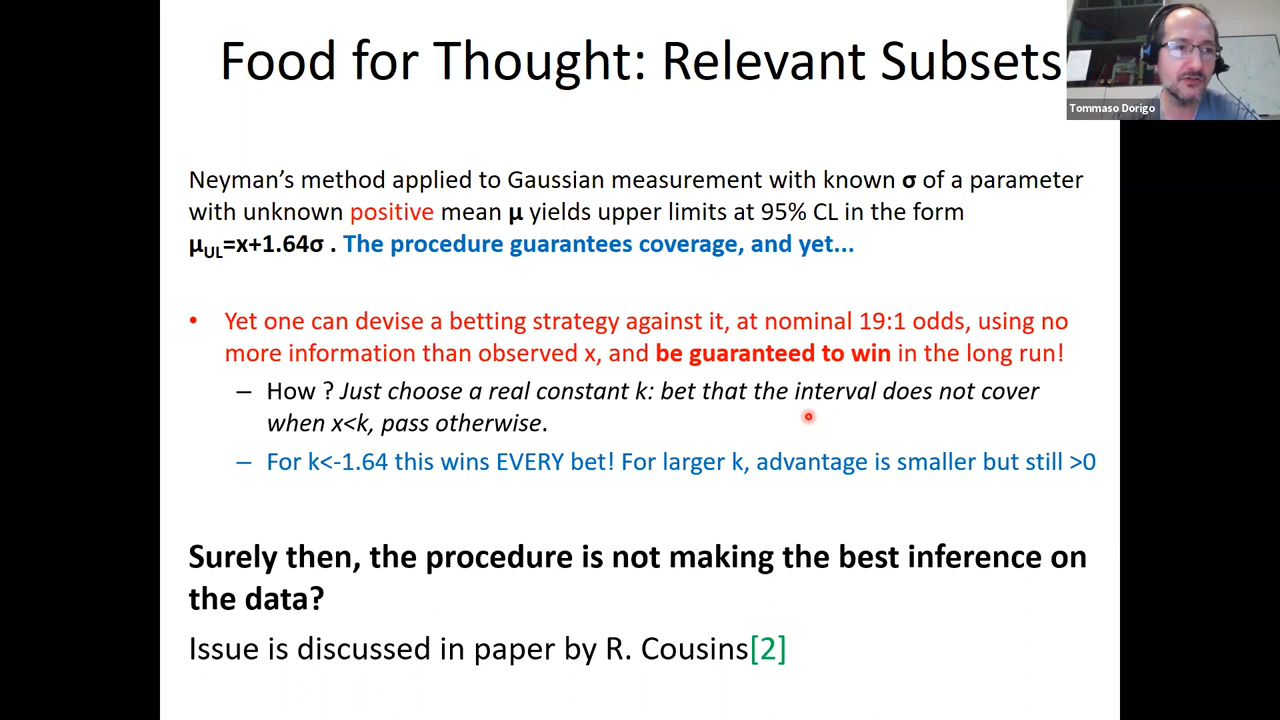 Food for Thought: Relevant Subsets
Tommaso Dorigo
Neyman's method applied to Gaussian measurement with known σ of a parameter
with unknown positive mean μ yields upper limits at 95% CL in the form
μUL=x+1.64σ . The procedure guarantees coverage, and yet...
• Yet one can devise a betting strategy against it, at nominal 19:1 odds, using no
more information than observed x, and be guaranteed to win in the long run!
– How ? Just choose a real constant k: bet that the interval does not cover
when x<k, pass otherwise.
– For k<-1.64 this wins EVERY bet! For larger k, advantage is smaller but still >0
Surely then, the procedure is not making the best inference on
the data?
Issue is discussed in paper by R. Cousins[2]